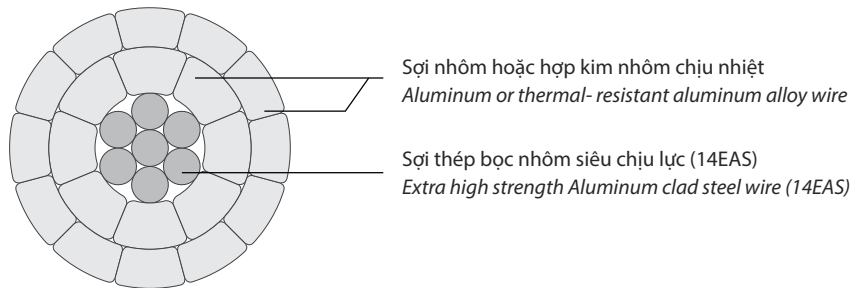 Sợi nhôm hoặc hợp kim nhôm chịu nhiệt
Aluminum or thermal- resistant aluminum alloy wire
Sợi thép bọc nhôm siêu chịu lực (14EAS)
Extra high strength Aluminum clad steel wire (14EAS)